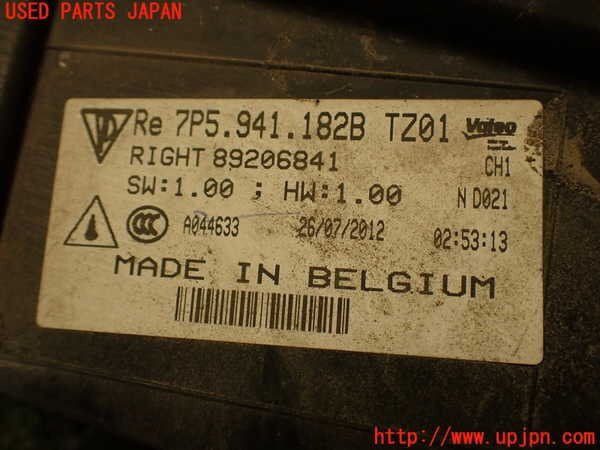 USED PARTS JAPAN
Re 7P5.941.182B TZ01 Valeo
RIGHT 89206841 CH1
SW:1.00 ; HW:1.00 N D021
CCC A044633 26/07/2012 02:53:13
MADE IN BELGIUM
http://www.upjpn.com